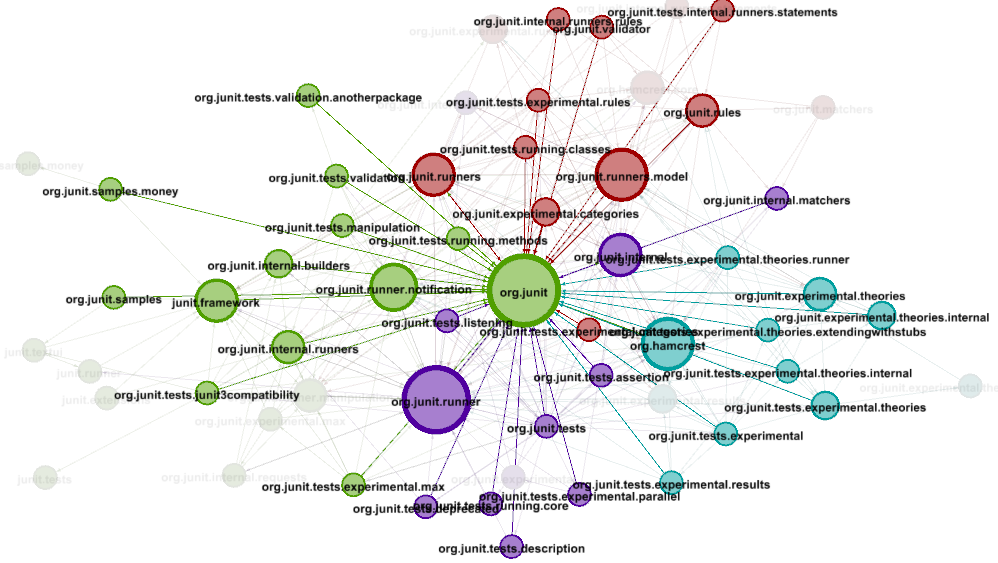 org.junit.tests.internal.runners.statements
org.junit.internal.runners.rules
org.junit.validator
org.junit.tests.validation.anotherpackage
org.junit.tests.experimental.rules
org.junit.rules
org.junit.tests.running.classes
org.junit.tests.validation
org.junit.runners
org.junit.runners.model
org.junit.samples.money
org.junit.internal.matchers
org.junit.experimental.categories
org.junit.tests.manipulation
org.junit.tests.running.methods
org.junit.internal
org.junit.tests.experimental.theories.runner
org.junit.internal.builders
org.junit.runner.notification
org.junit
org.junit.experimental.theories
org.junit.samples
junit.framework
org.junit.tests.experimental.theories.internal
org.junit.tests.listening
org.junit.tests.experimental.theories.extendingwithstubs
org.hamcrest
org.junit.internal.runners
org.junit.tests.experimental.theories.internal
org.junit.tests.assertion
org.junit.tests.junit3compatibility
org.junit.runner
org.junit.tests.experimental.theories
org.junit.tests
org.junit.tests.experimental
org.junit.tests.experimental.max
org.junit.tests.experimental.results
org.junit.tests.experimental.parallel
org.junit.tests.deprecated
org.junit.tests.running.core
org.junit.tests.description
junit.tests